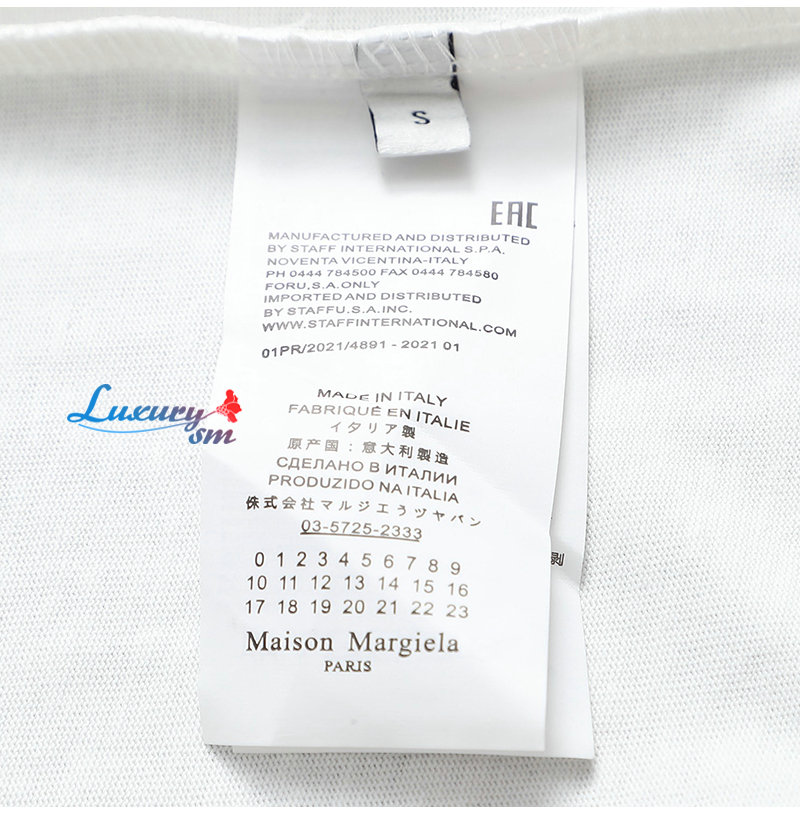 S
EAC
MANUFACTURED AND DISTRIBUTED
BY STAFF INTERNATIONAL S.P.A.
NOVENTA VICENTINA-ITALY
PH 0444 784500 FAX 0444 784580
FORU,S.A.ONLY
IMPORTED AND DISTRIBUTED
BY STAFFU,S.A.INC.
WWW.STAFFINTERNATIONAL.COM
01PR/2021/4891 - 2021 01
MADE IN ITALY
FABRIQUÉ EN ITALIE
イタリア製
原产国：意大利製造
СДЕЛАНО В ИТАЛИИ
PRODUZIDO NA ITALIA
株式会社マルジエうヅヤパン
03-5725-2333
0 1 2 3 4 5 6 7 8 9
10 11 12 13 14 15 16
17 18 19 20 21 22 23
Maison Margiela
PARIS
Luxury
sm
剥